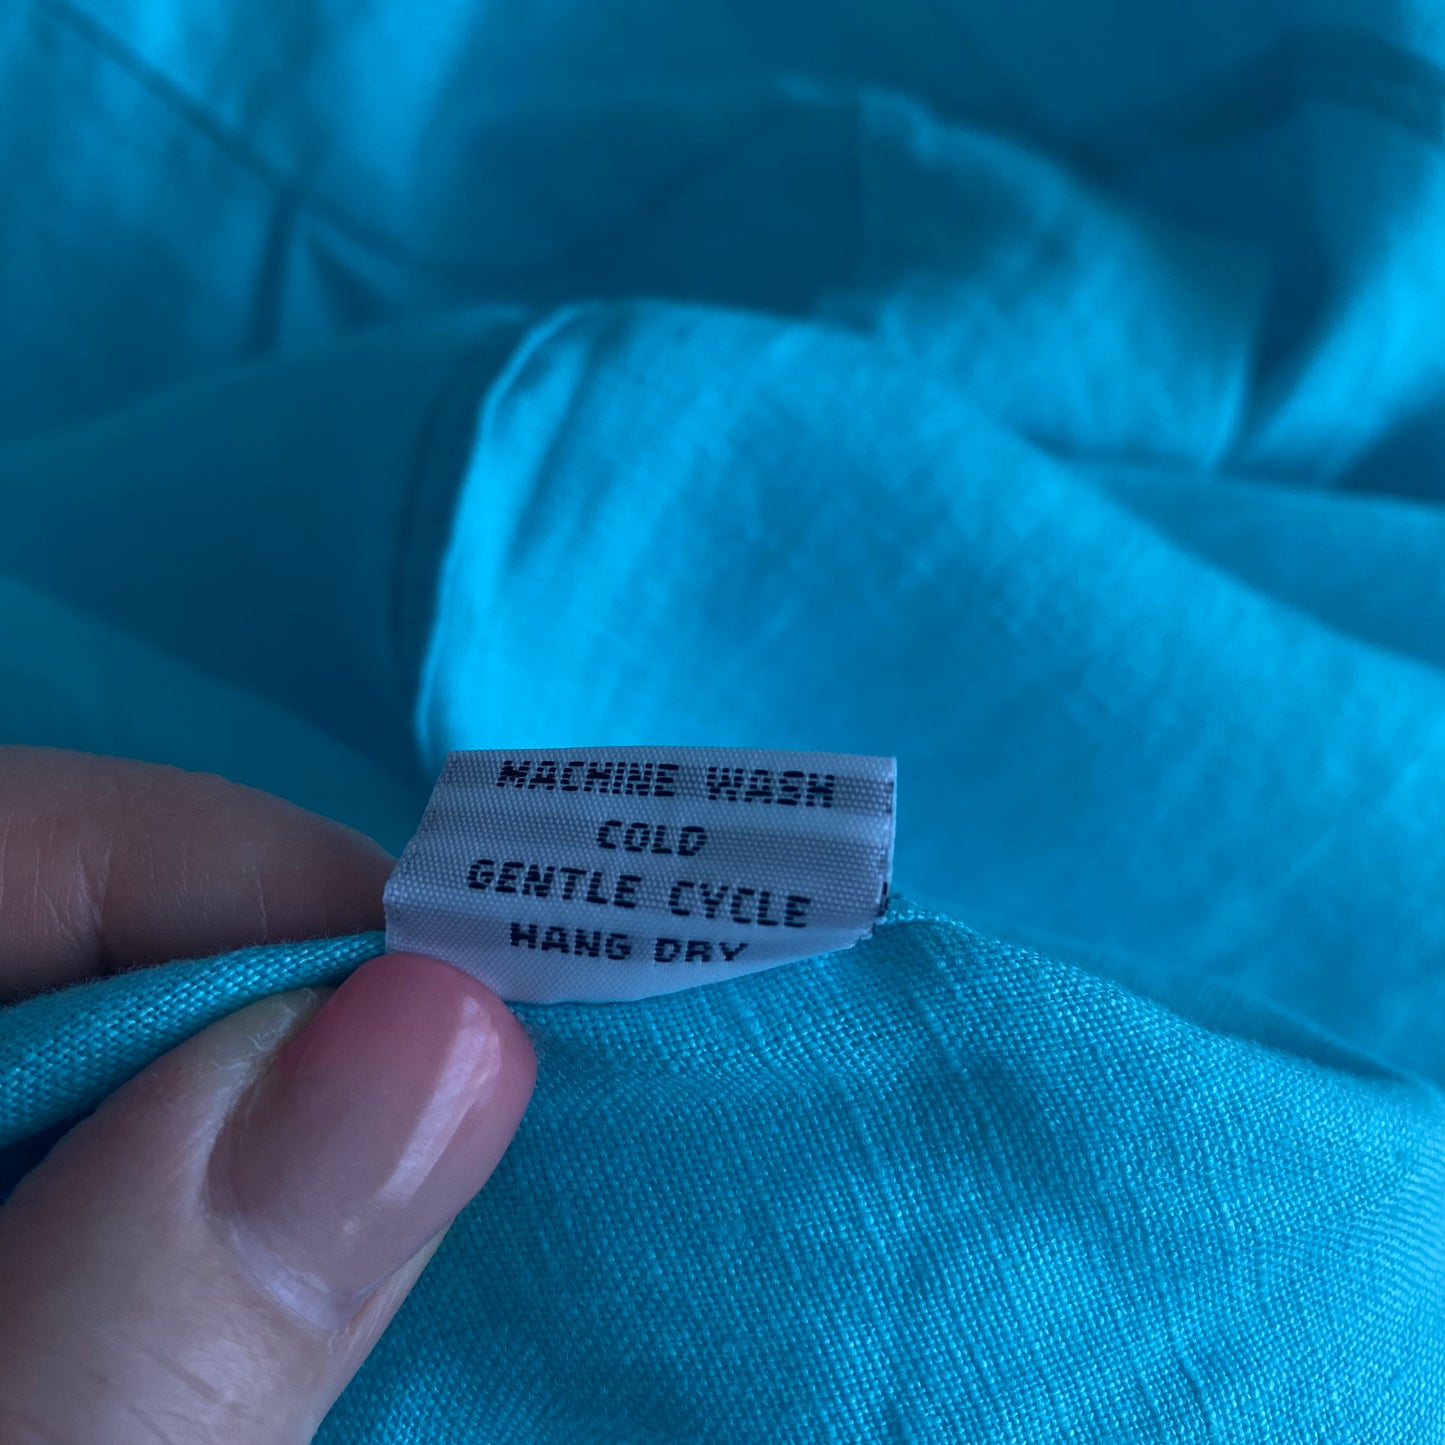 MACHINE WASH
COLD
GENTLE CYCLE
HANG DRY